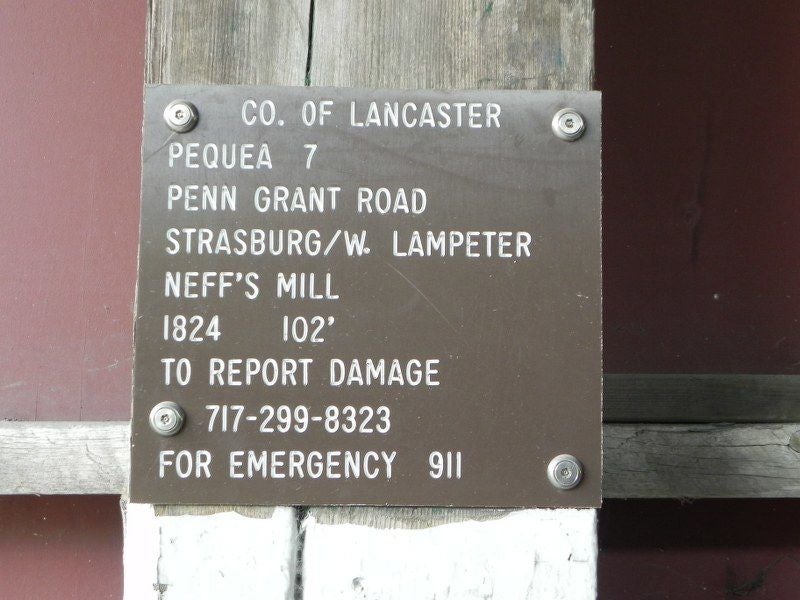 CO. OF LANCASTER
PEQUEA 7
PENN GRANT ROAD
STRASBURG/W. LAMPETER
NEFF'S MILL
1824 102'
TO REPORT DAMAGE
717-299-8323
FOR EMERGENCY 911